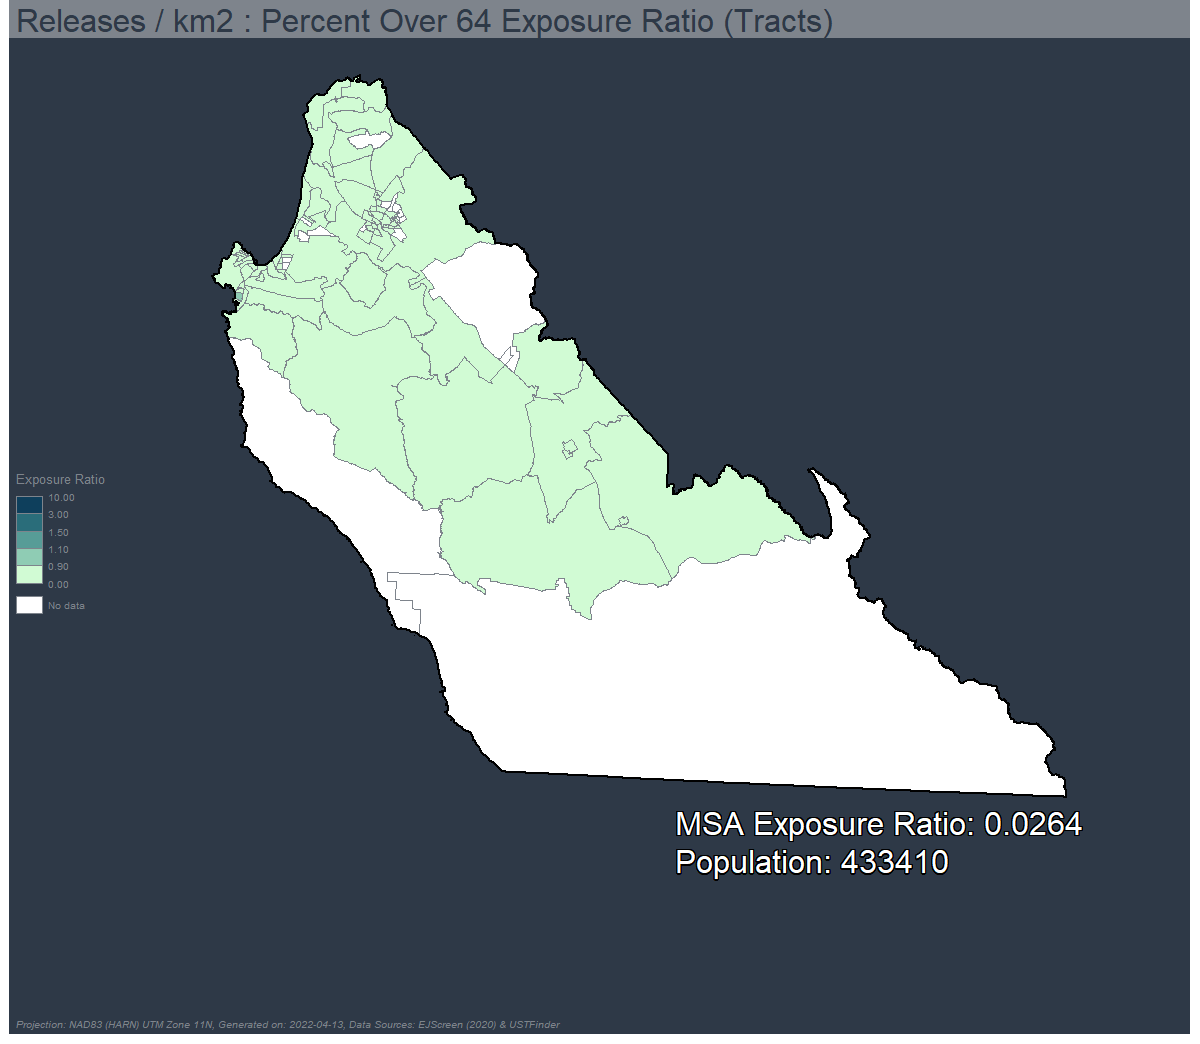 Releases / km2 : Percent Over 64 Exposure Ratio (Tracts)
Exposure Ratio
10.00
3.00
1.50
1.10
0.90
0.00
No data
MSA Exposure Ratio: 0.0264
Population: 433410
Projection: NAD83 (HARN) UTM Zone 11N, Generated on: 2022-04-13, Data Sources: EJScreen (2020) & USTFinder